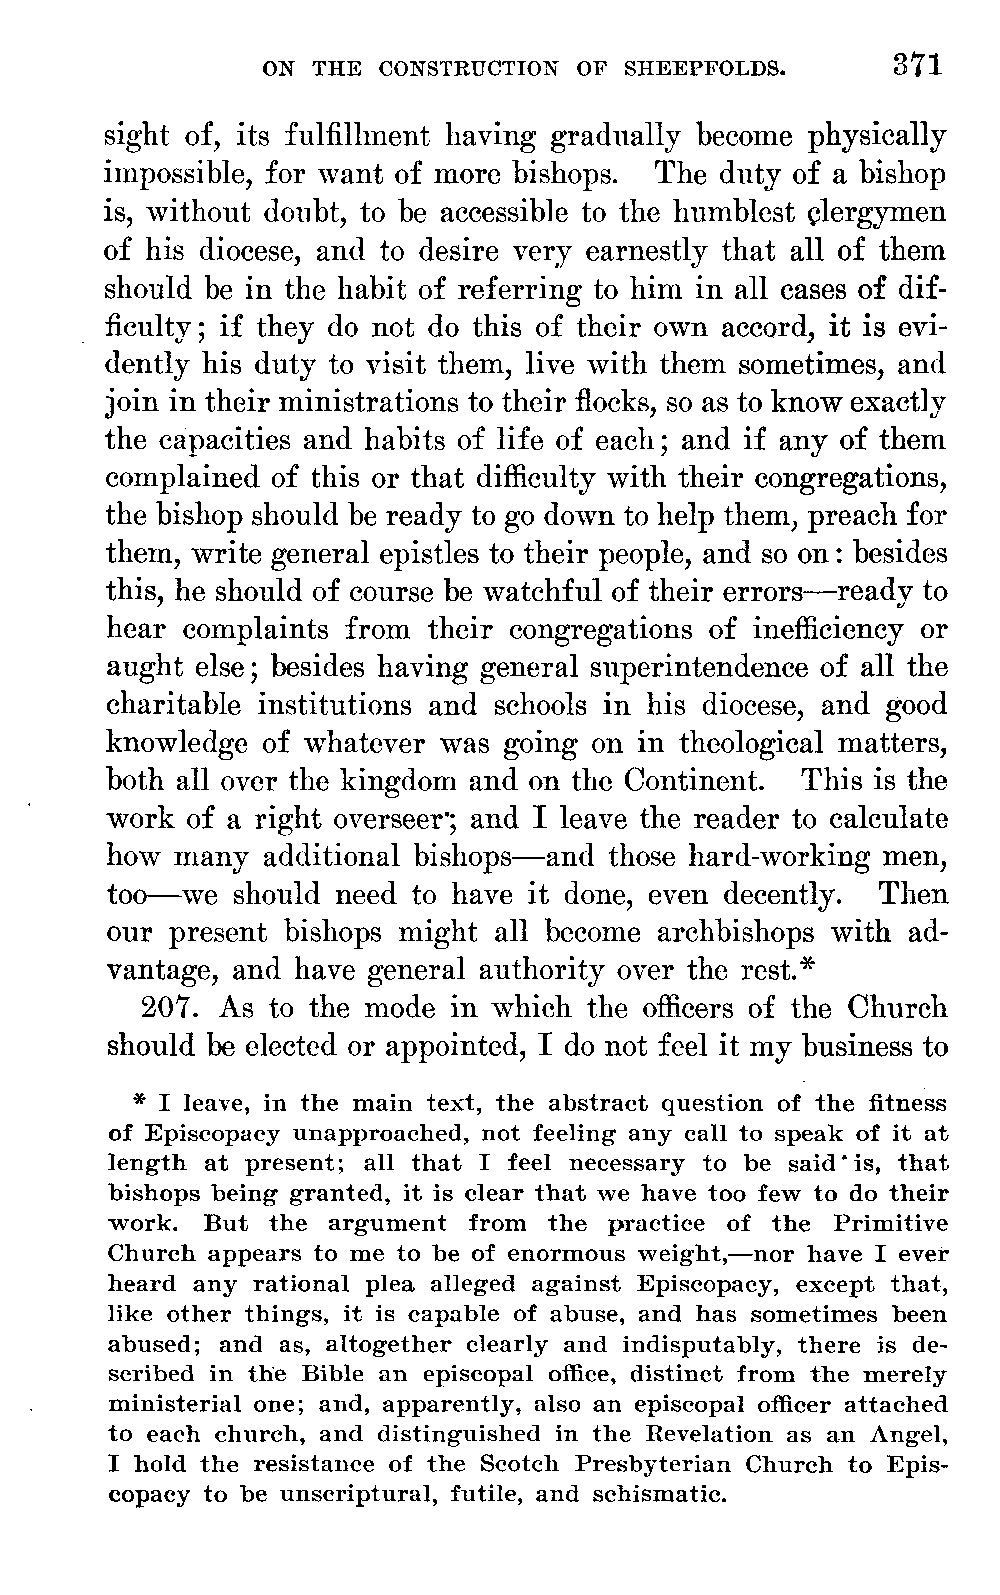 ON THE CONSTRUCTION OF SHEEPFOLDS. 371
sight of, its fulfillment having gradually become physically
impossible, for want of more bishops. The duty of a bishop
is, without doubt, to be accessible to the humblest clergymen
of his diocese, and to desire very earnestly that all of them
should be in the habit of referring to him in all cases of dif-
ficulty; if they do not do this of their own accord, it is evi-
dently his duty to visit them, live with them sometimes, and
join in their ministrations to their flocks, so as to know exactly
the capacities and habits of life of each; and if any of them
complained of this or that difficulty with their congregations,
the bishop should be ready to go down to help them, preach for
them, write general epistles to their people, and so on: besides
this, he should of course be watchful of their errors—ready to
hear complaints from their congregations of inefficiency or
aught else; besides having general superintendence of all the
charitable institutions and schools in his diocese, and good
knowledge of whatever was going on in theological matters,
both all over the kingdom and on the Continent. This is the
work of a right overseer; and I leave the reader to calculate
how many additional bishops—and those hard-working men,
too—we should need to have it done, even decently. Then
our present bishops might all become archbishops with ad-
vantage, and have general authority over the rest.*
207. As to the mode in which the officers of the Church
should be elected or appointed, I do not feel it my business to
* I leave, in the main text, the abstract question of the fitness
of Episcopacy unapproached, not feeling any call to speak of it at
length at present; all that I feel necessary to be said is, that
bishops being granted, it is clear that we have too few to do their
work. But the argument from the practice of the Primitive
Church appears to me to be of enormous weight,—nor have I ever
heard any rational plea alleged against Episcopacy, except that,
like other things, it is capable of abuse, and has sometimes been
abused; and as, altogether clearly and indisputably, there is de-
scribed in the Bible an episcopal office, distinct from the merely
ministerial one; and, apparently, also an episcopal officer attached
to each church, and distinguished in the Revelation as an Angel,
I hold the resistance of the Scotch Presbyterian Church to Epis-
copacy to be unscriptural, futile, and schismatic.